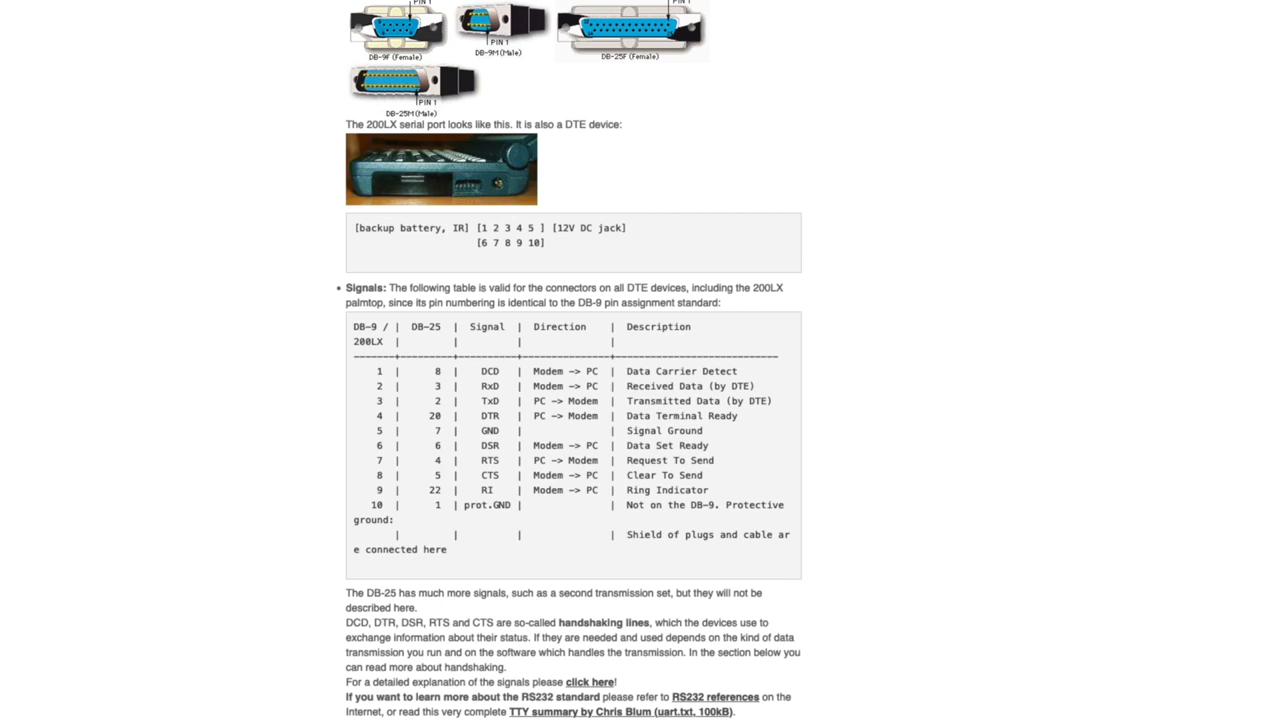 PIN 1
PIN 1
DB-9F (Female)
PIN 1
DB-9M (Male)
DB-25F (Female)
PIN 1
DB-25M (Male)
The 200LX serial port looks like this. It is also a DTE device:
[backup battery, IR] [1 2 3 4 5 ] [12V DC jack]
[6 7 8 9 10]
• Signals: The following table is valid for the connectors on all DTE devices, including the 200LX
palmtop, since its pin numbering is identical to the DB-9 pin assignment standard:
DB-9 / | DB-25 | Signal | Direction | Description
200LX | | | |
-------+---------+----------+---------------+----------------------------
1 | 8 | DCD | Modem -> PC | Data Carrier Detect
2 | 3 | RxD | Modem -> PC | Received Data (by DTE)
3 | 2 | TxD | PC -> Modem | Transmitted Data (by DTE)
4 | 20 | DTR | PC -> Modem | Data Terminal Ready
5 | 7 | GND | | Signal Ground
6 | 6 | DSR | Modem -> PC | Data Set Ready
7 | 4 | RTS | PC -> Modem | Request To Send
8 | 5 | CTS | Modem -> PC | Clear To Send
9 | 22 | RI | Modem -> PC | Ring Indicator
10 | 1 | prot.GND | | Not on the DB-9. Protective
ground:
| | | | Shield of plugs and cable ar
e connected here
The DB-25 has much more signals, such as a second transmission set, but they will not be
described here.
DCD, DTR, DSR, RTS and CTS are so-called handshaking lines, which the devices use to
exchange information about their status. If they are needed and used depends on the kind of data
transmission you run and on the software which handles the transmission. In the section below you
can read more about handshaking.
For a detailed explanation of the signals please click here!
If you want to learn more about the RS232 standard please refer to RS232 references on the
Internet, or read this very complete TTY summary by Chris Blum (uart.txt, 100kB).